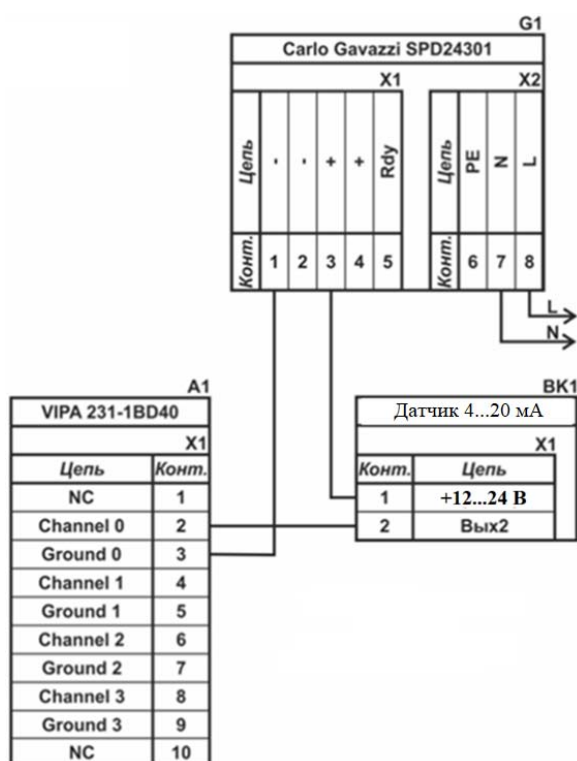 G1
Carlo Gavazzi SPD24301
X1
X2
Цепь - - + + Rdy
Цепь PE N L
Конт. 1 2 3 4 5
Конт. 6 7 8
L
N
A1
VIPA 231-1BD40
X1
Цепь Конт.
NC 1
Channel 0 2
Ground 0 3
Channel 1 4
Ground 1 5
Channel 2 6
Ground 2 7
Channel 3 8
Ground 3 9
NC 10
BK1
Датчик 4...20 мА
X1
Конт. Цепь
1 +12...24 В
2 Вых2